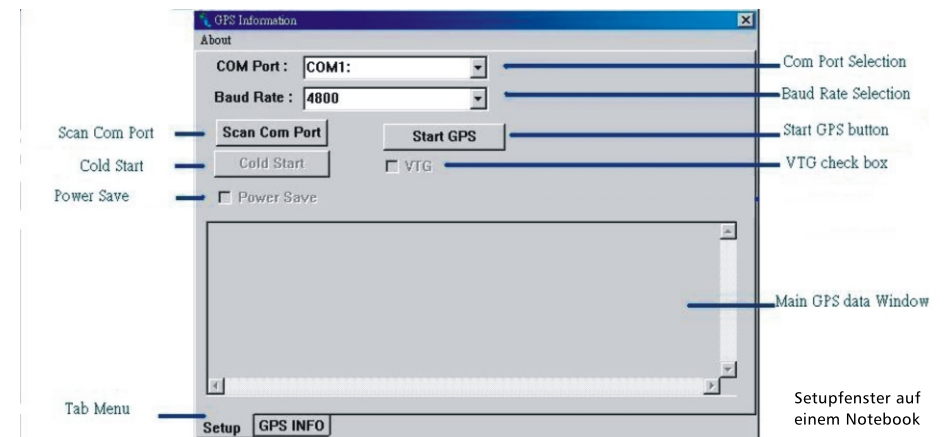 GPS Information
About
COM Port : COM1: Com Port Selection
Baud Rate : 4800 Baud Rate Selection
Scan Com Port Scan Com Port Start GPS Start GPS button
Cold Start Cold Start VTG VTG check box
Power Save Power Save
Main GPS data Window
Tab Menu
Setup GPS INFO
Setupfenster auf
einem Notebook